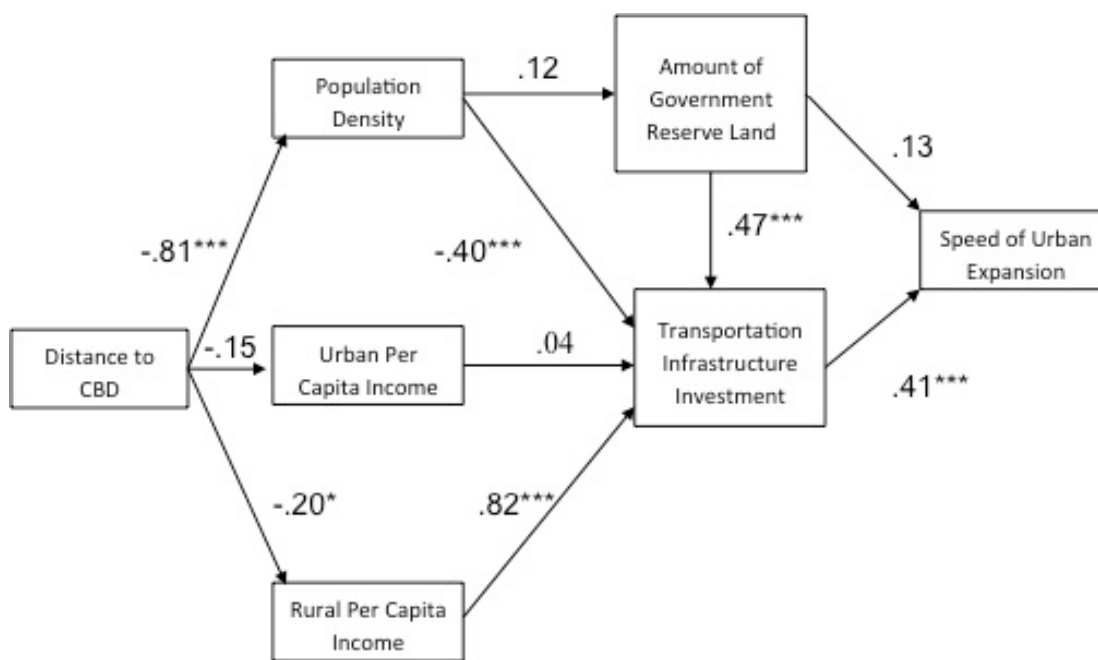 Population
Density
.12
Amount of
Government
Reserve Land
.13
-.81***
-.40***
.47***
Speed of Urban
Expansion
Distance to
CBD
-.15
Urban Per
Capita Income
.04
Transportation
Infrastructure
Investment
.41***
-.20*
.82***
Rural Per Capita
Income